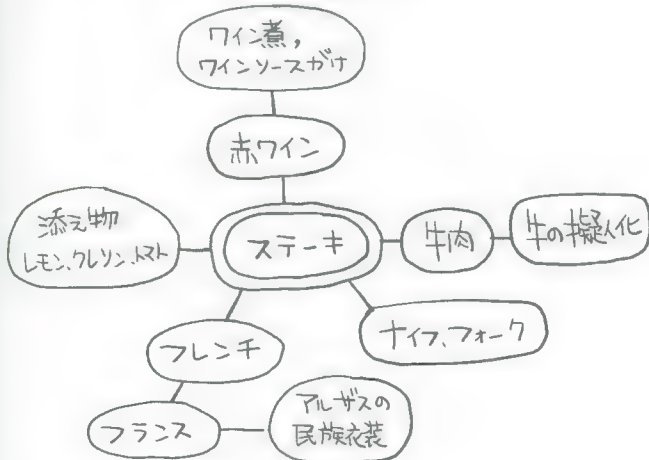 ワイン煮,
ワインソースがけ
赤ワイン
添え物
レモン、クレソン、トマト
ステーキ
牛肉
牛の擬人化
ナイフ、フォーク
フレンチ
フランス
アルザスの
民族衣装